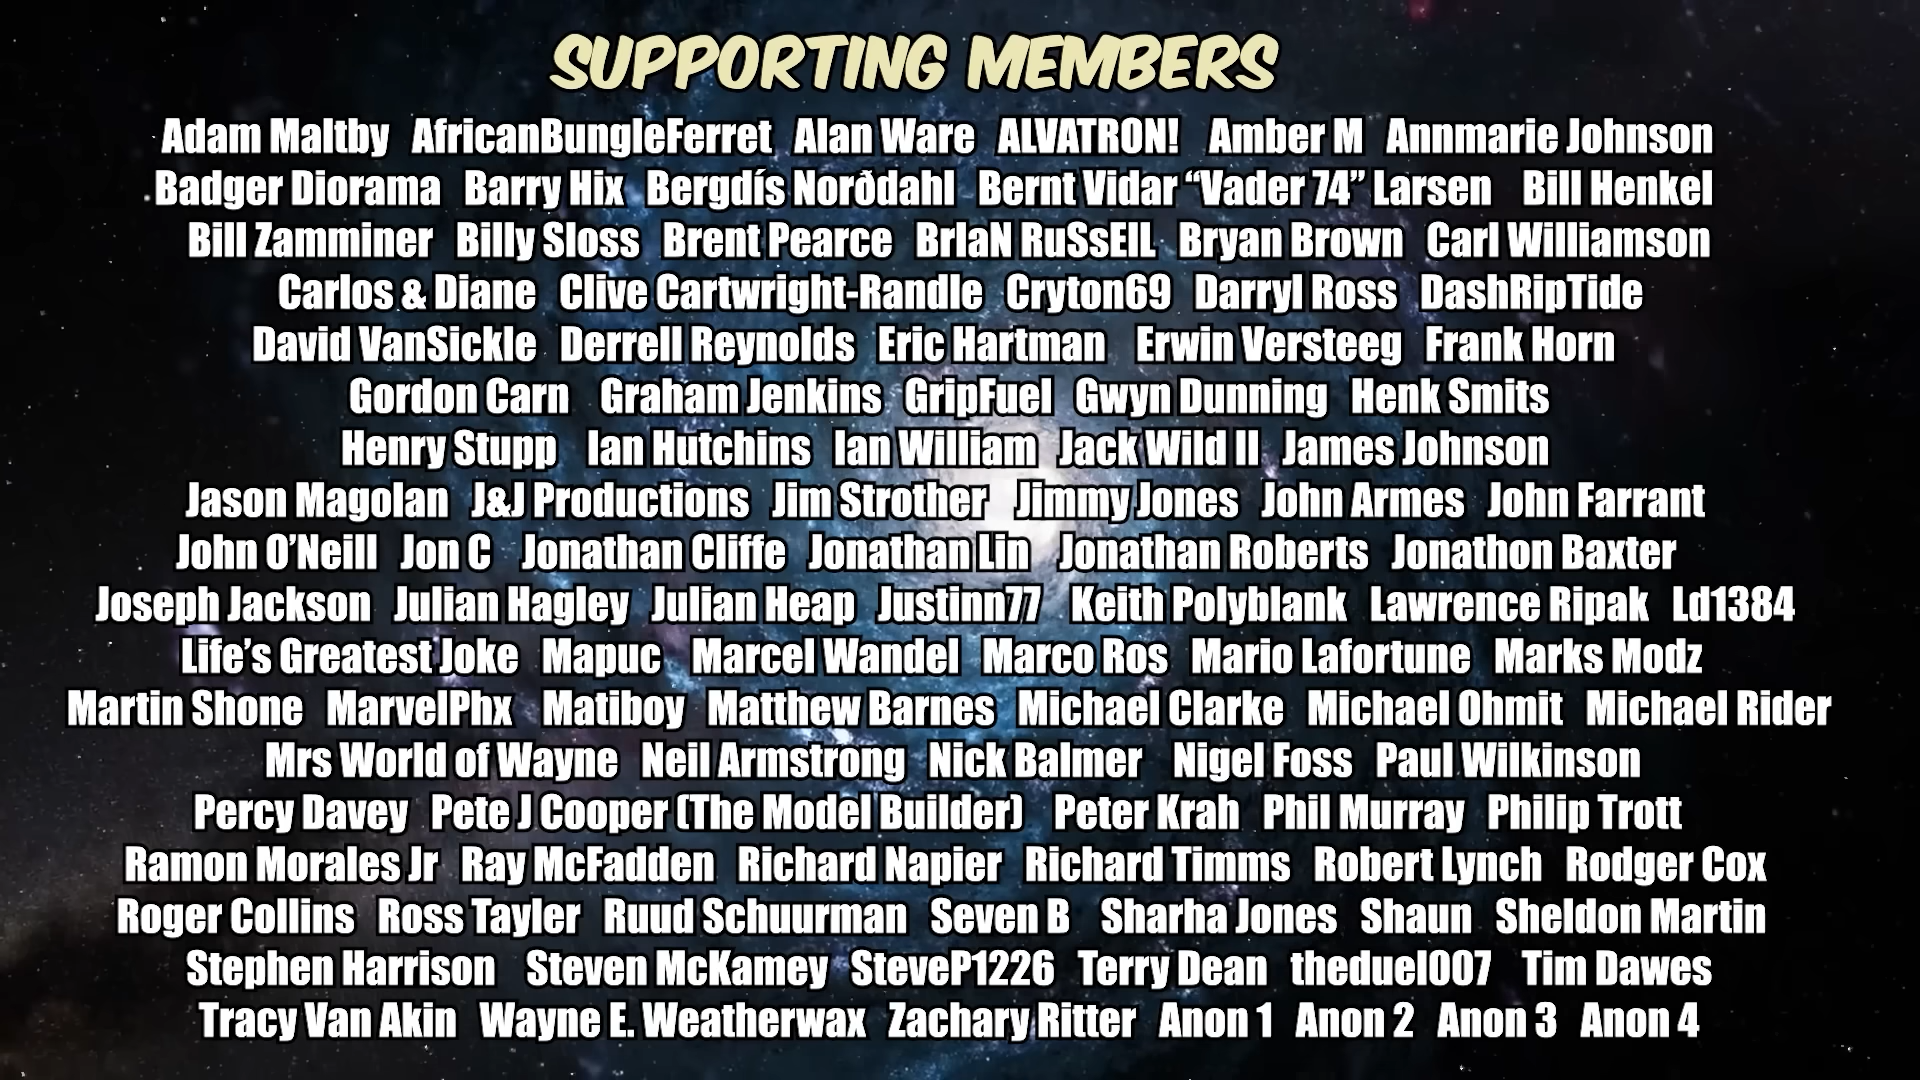 SUPPORTING MEMBERS
Adam Maltby AfricanBungleFerret Alan Ware ALVATRON! Amber M Annmarie Johnson
Badger Diorama Barry Hix Bergdís Norðdahl Bernt Vidar “Vader 74” Larsen Bill Henkel
Bill Zamminer Billy Sloss Brent Pearce BrIaN RuSsElL Bryan Brown Carl Williamson
Carlos & Diane Clive Cartwright-Randle Cryton69 Darryl Ross DashRipTide
David VanSickle Derrell Reynolds Eric Hartman Erwin Versteeg Frank Horn
Gordon Carn Graham Jenkins GripFuel Gwyn Dunning Henk Smits
Henry Stupp Ian Hutchins Ian William Jack Wild II James Johnson
Jason Magolan J&J Productions Jim Strother Jimmy Jones John Armes John Farrant
John O’Neill Jon C Jonathan Cliffe Jonathan Lin Jonathan Roberts Jonathon Baxter
Joseph Jackson Julian Hagley Julian Heap Justinn77 Keith Polyblank Lawrence Ripak Ld1384
Life’s Greatest Joke Mapuc Marcel Wandel Marco Ros Mario Lafortune Marks Modz
Martin Shone MarvelPhx Matiboy Matthew Barnes Michael Clarke Michael Ohmit Michael Rider
Mrs World of Wayne Neil Armstrong Nick Balmer Nigel Foss Paul Wilkinson
Percy Davey Pete J Cooper (The Model Builder) Peter Krah Phil Murray Philip Trott
Ramon Morales Jr Ray McFadden Richard Napier Richard Timms Robert Lynch Rodger Cox
Roger Collins Ross Tayler Ruud Schuurman Seven B Sharha Jones Shaun Sheldon Martin
Stephen Harrison Steven McKamey SteveP1226 Terry Dean theduel007 Tim Dawes
Tracy Van Akin Wayne E. Weatherwax Zachary Ritter Anon 1 Anon 2 Anon 3 Anon 4